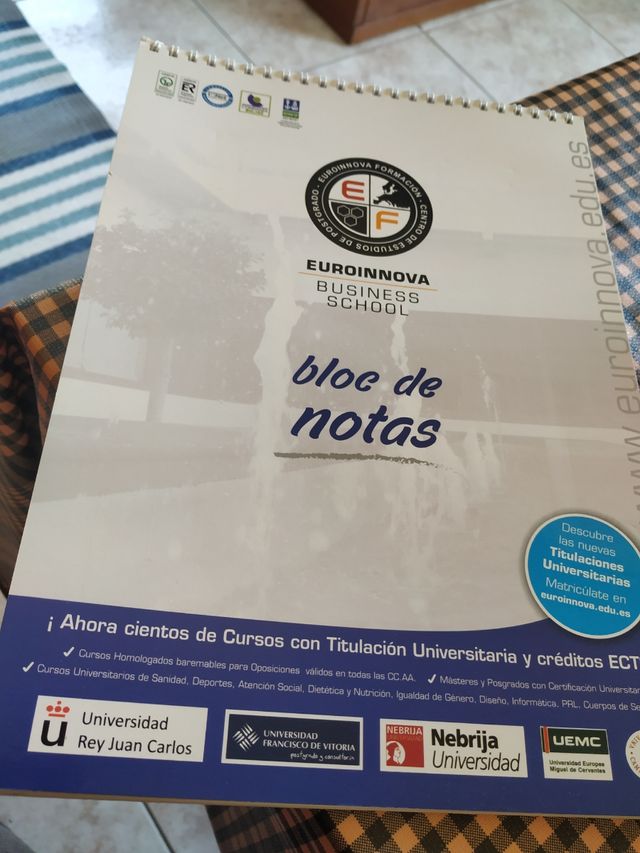 ER
EUROINNOVA FORMACIÓN · CENTRO DE ESTUDIOS DE POSTGRADO ·
E
F
EUROINNOVA
BUSINESS
SCHOOL
www.euroinnova.edu.es
bloc de
notas
Descubre
las nuevas
Titulaciones
Universitarias
Matricúlate en
euroinnova.edu.es
¡ Ahora cientos de Cursos con Titulación Universitaria y créditos ECT
✓ Cursos Homologados baremables para Oposiciones válidos en todas las CC.AA. ✓ Másteres y Posgrados con Certificación Universita
✓ Cursos Universitarios de Sanidad, Deportes, Atención Social, Dietética y Nutrición, Igualdad de Género, Diseño, Informática, PRL, Cuerpos de Se
u Universidad
Rey Juan Carlos
UNIVERSIDAD
FRANCISCO DE VITORIA
postgrado y consultoría
NEBRIJA
Nebrija
Universidad
UEMC
Universidad Europea
Miguel de Cervantes